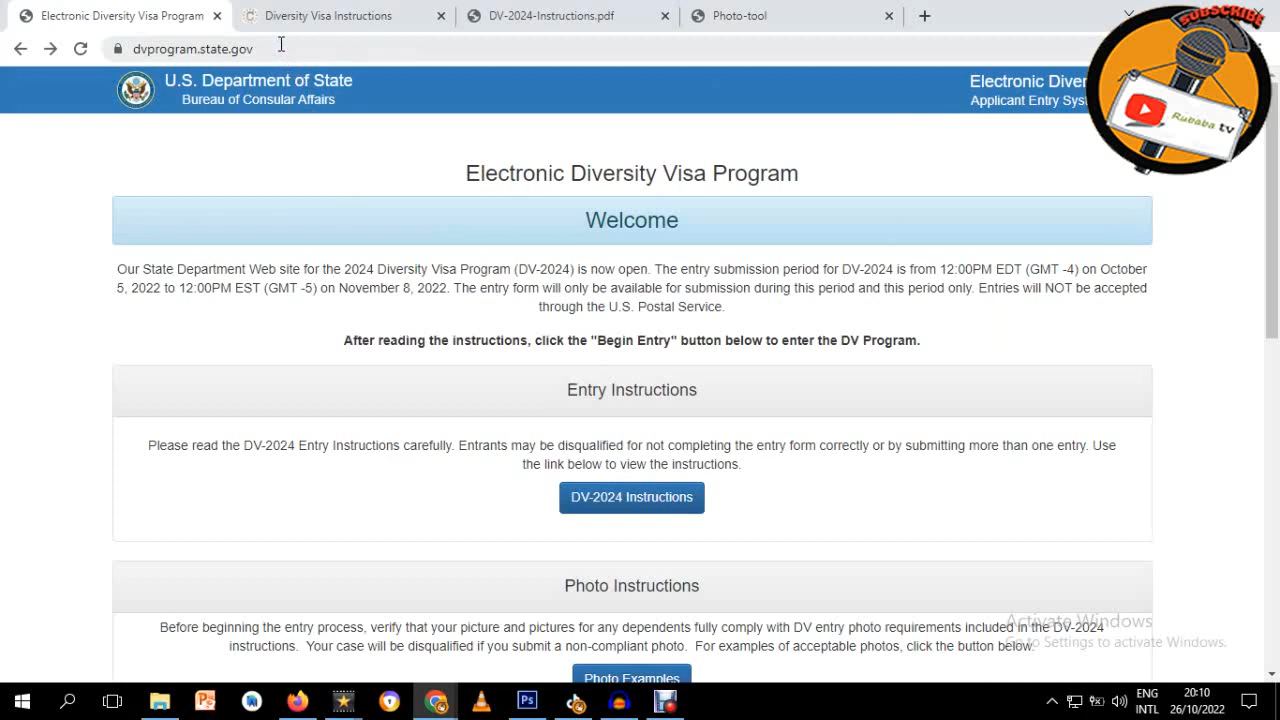 Electronic Diversity Visa Program
Diversity Visa Instructions
DV-2024-Instructions.pdf
Photo-tool
dvprogram.state.gov
SUBSCRIBE
Rubaba tv
U.S. Department of State
Bureau of Consular Affairs
Electronic Diver
Applicant Entry Syst
Electronic Diversity Visa Program
Welcome
Our State Department Web site for the 2024 Diversity Visa Program (DV-2024) is now open. The entry submission period for DV-2024 is from 12:00PM EDT (GMT -4) on October
5, 2022 to 12:00PM EST (GMT -5) on November 8, 2022. The entry form will only be available for submission during this period and this period only. Entries will NOT be accepted
through the U.S. Postal Service.
After reading the instructions, click the "Begin Entry" button below to enter the DV Program.
Entry Instructions
Please read the DV-2024 Entry Instructions carefully. Entrants may be disqualified for not completing the entry form correctly or by submitting more than one entry. Use
the link below to view the instructions.
DV-2024 Instructions
Photo Instructions
Before beginning the entry process, verify that your picture and pictures for any dependents fully comply with DV entry photo requirements included in the DV-2024
instructions. Your case will be disqualified if you submit a non-compliant photo. For examples of acceptable photos, click the button below.
Photo Examples
Activate Windows
Go to Settings to activate Windows.
Ps
ENG
INTL
20:10
26/10/2022